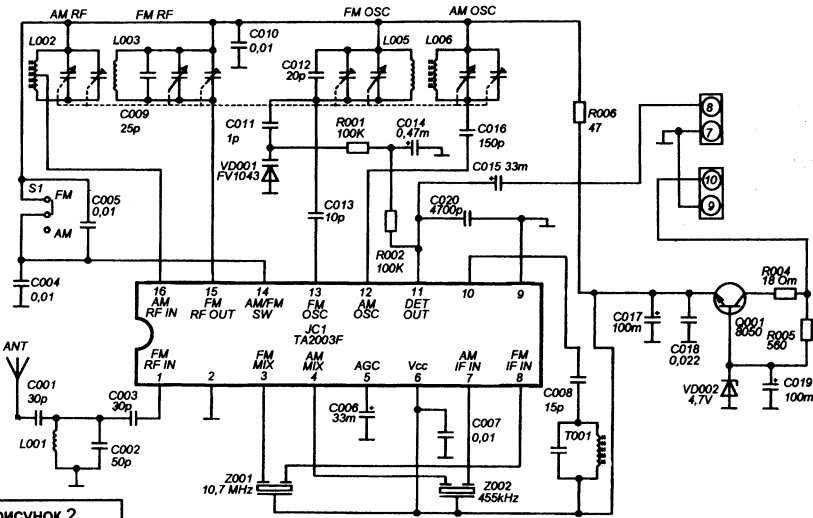 AM RF
FM RF
FM OSC
AM OSC
L002
L003
C010
0,01
C012
20p
L005
L006
C009
25p
C011
1p
R001
100K
C014
0,47m
C016
150p
R006
47
8
7
VD001
FV1043
C015 33m
10
9
S1
FM
AM
C005
0,01
C013
10p
R002
100K
C020
4700p
C004
0,01
R004
18 Om
16
15
14
13
12
11
10
9
AM
RF IN
FM
RF OUT
AM/FM
SW
FM
OSC
AM
OSC
DET
OUT
JC1
TA2003F
C017
100m
C018
0,022
Q001
8050
R005
560
ANT
FM
RF IN
FM
MIX
AM
MIX
AGC
Vcc
AM
IF IN
FM
IF IN
1
2
3
4
5
6
7
8
VD002
4,7V
C019
100m
C001
30p
C003
30p
C008
15p
C006
33m
C007
0,01
L001
C002
50p
T001
Z001
10,7 MHz
Z002
455kHz
рисунок 2